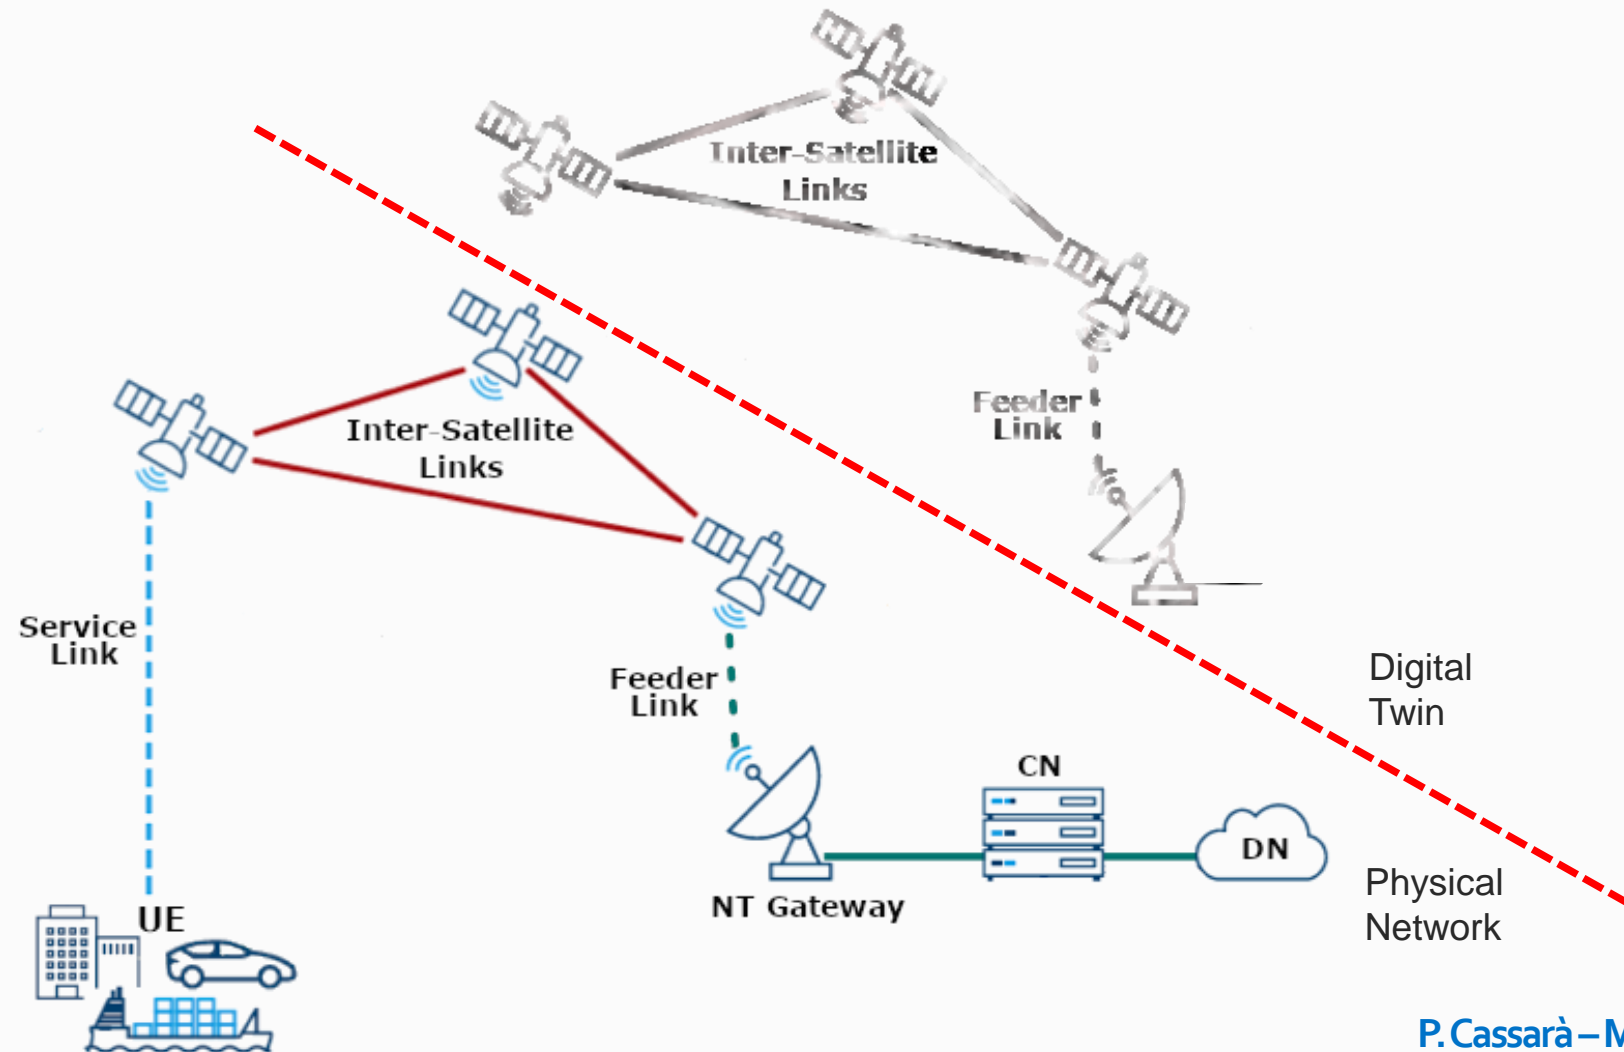 Inter-Satellite
Links
Feeder
Link
Inter-Satellite
Links
Service
Link
Feeder
Link
Digital
Twin
CN
DN
NT Gateway
Physical
Network
UE
P. Cassarà – M